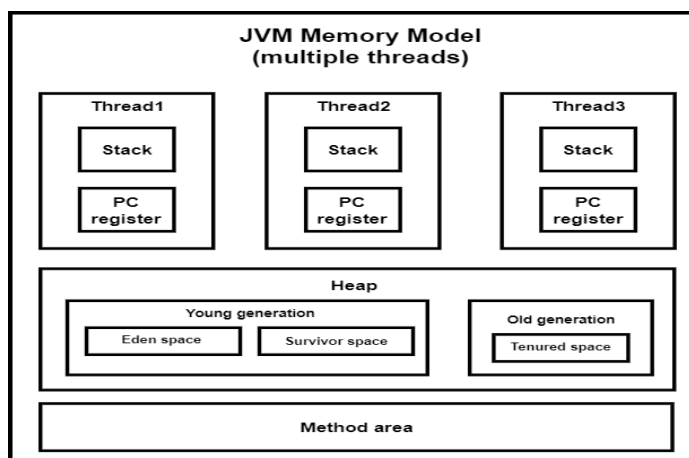 JVM Memory Model
(multiple threads)
Thread1
Thread2
Thread3
Stack
Stack
Stack
PC
register
PC
register
PC
register
Heap
Young generation
Eden space
Survivor space
Old generation
Tenured space
Method area